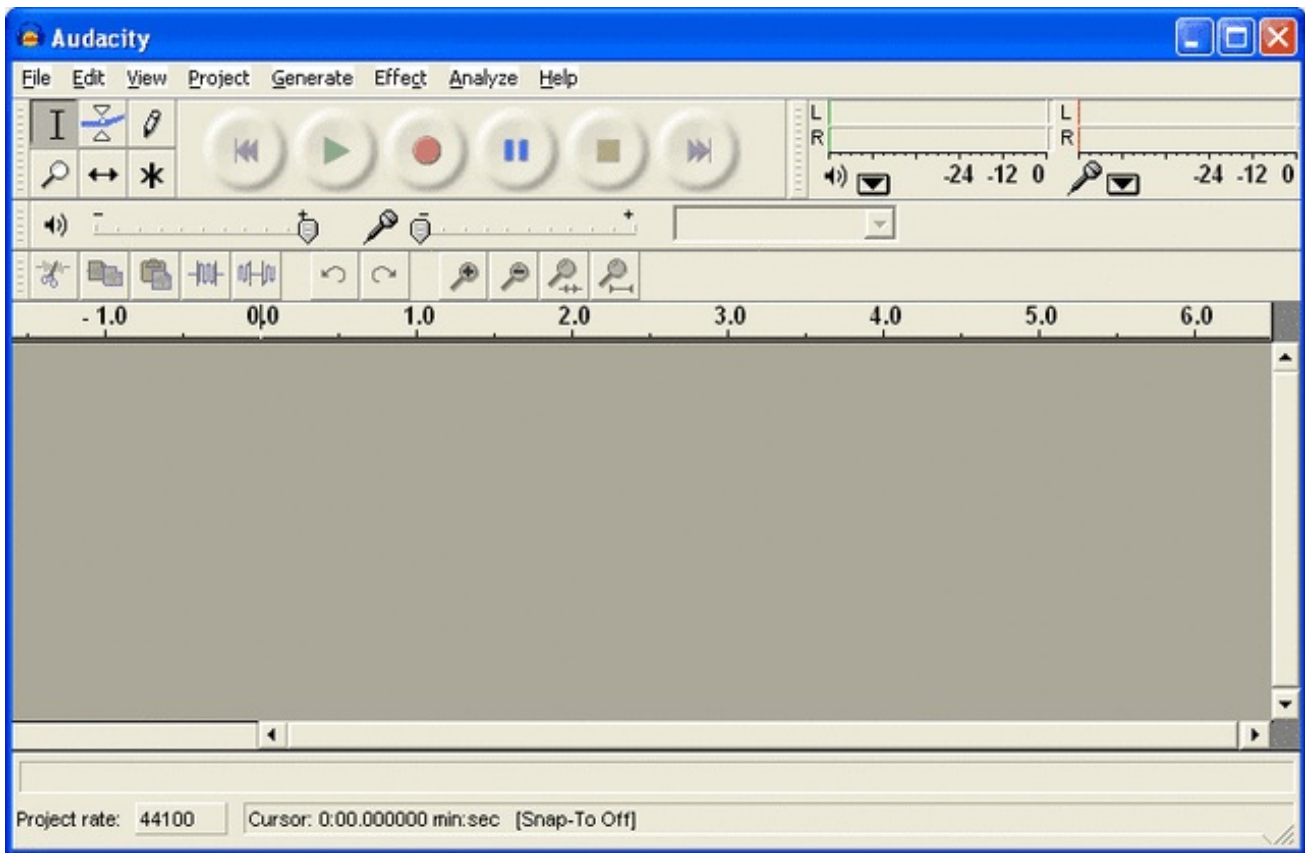 Audacity
File Edit View Project Generate Effect Analyze Help
L L
R R
-24 -12 0 -24 -12 0
- + - +
- 1.0 0.0 1.0 2.0 3.0 4.0 5.0 6.0
Project rate: 44100 Cursor: 0:00.000000 min:sec [Snap-To Off]